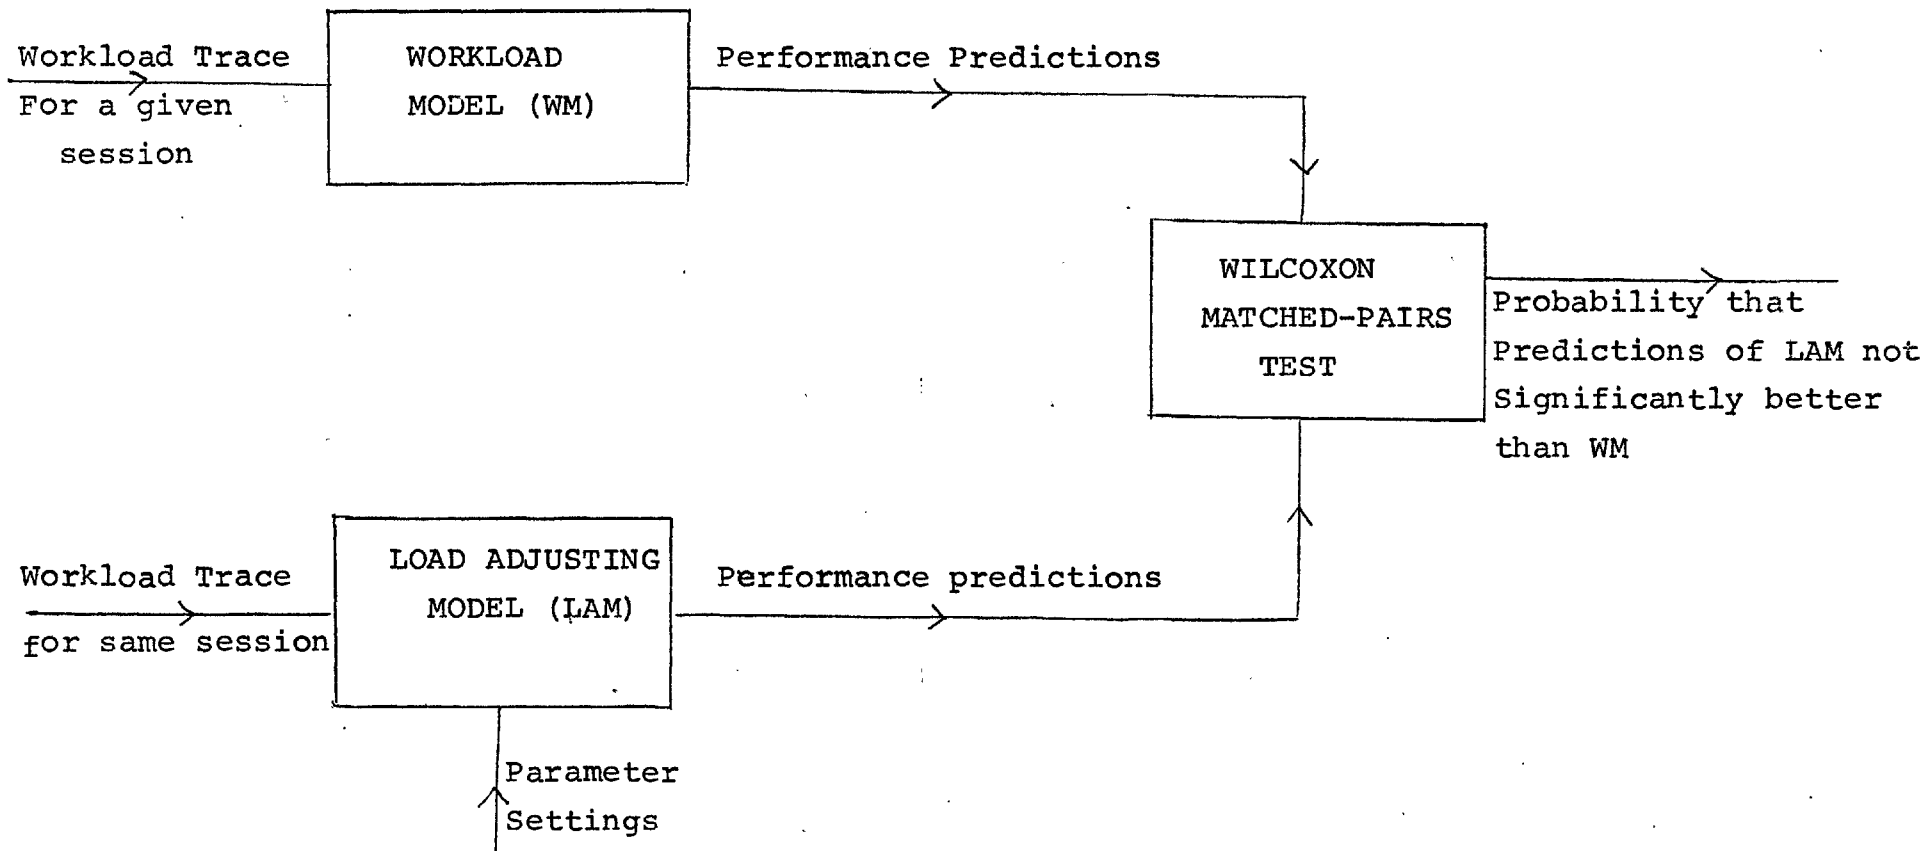 Workload Trace
For a given
session
WORKLOAD
MODEL (WM)
Performance Predictions
WILCOXON
MATCHED-PAIRS
TEST
Probability that
Predictions of LAM not
Significantly better
than WM
Workload Trace
for same session
LOAD ADJUSTING
MODEL (LAM)
Performance predictions
Parameter
Settings